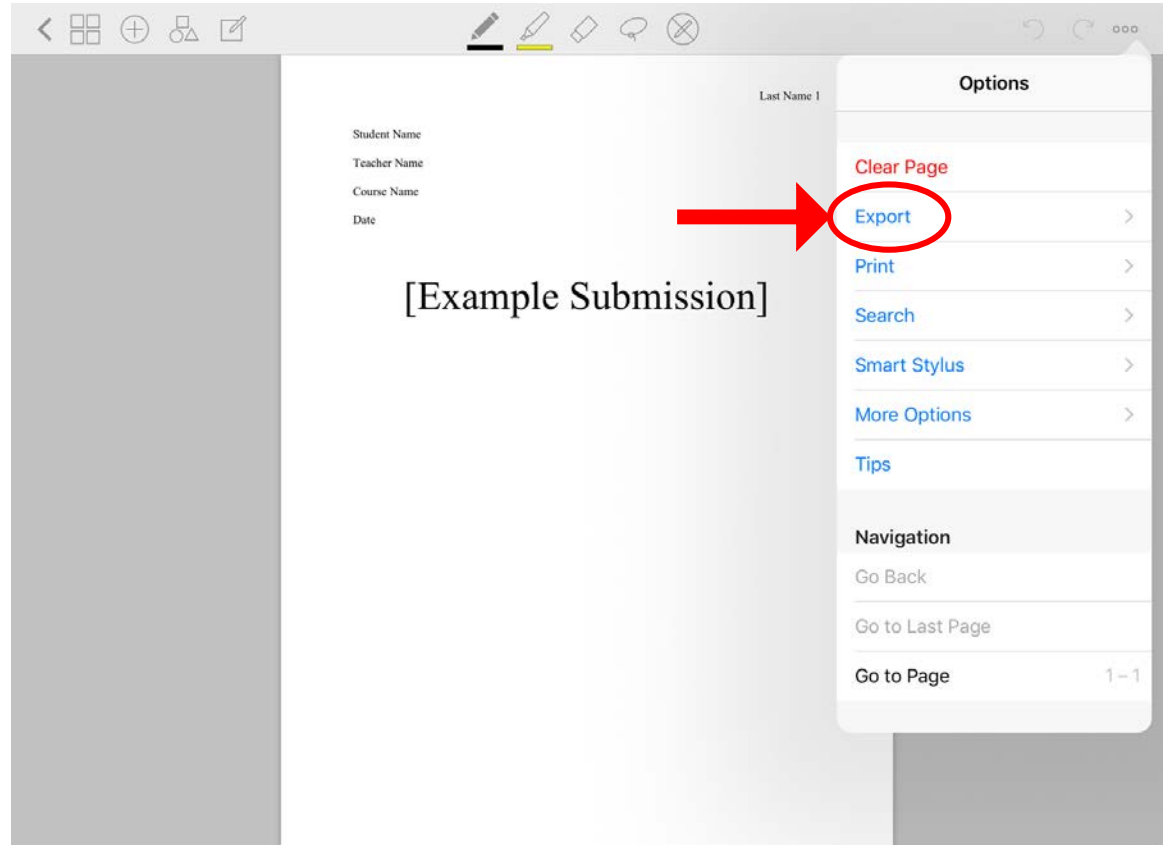 Last Name 1
Student Name
Teacher Name
Course Name
Date
[Example Submission]
Options
Clear Page
Export
Print
Search
Smart Stylus
More Options
Tips
Navigation
Go Back
Go to Last Page
Go to Page 1 – 1